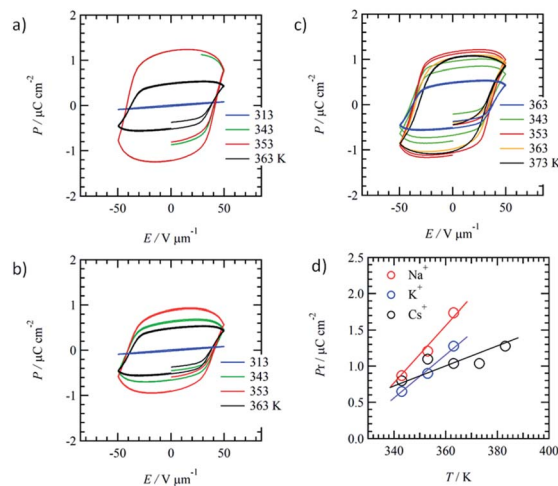 a)
2
1
0
-1
-2
P / μC cm⁻²
-50
0
50
E / V μm⁻¹
313
343
353
363 K
b)
2
1
0
-1
-2
P / μC cm⁻²
-50
0
50
E / V μm⁻¹
313
343
353
363 K
c)
2
1
0
-1
-2
P / μC cm⁻²
-50
0
50
E / V μm⁻¹
363
343
353
363
373 K
d)
2.0
1.5
1.0
0.5
0.0
Pr / μC cm⁻²
Na⁺
K⁺
Cs⁺
340
360
380
400
T / K